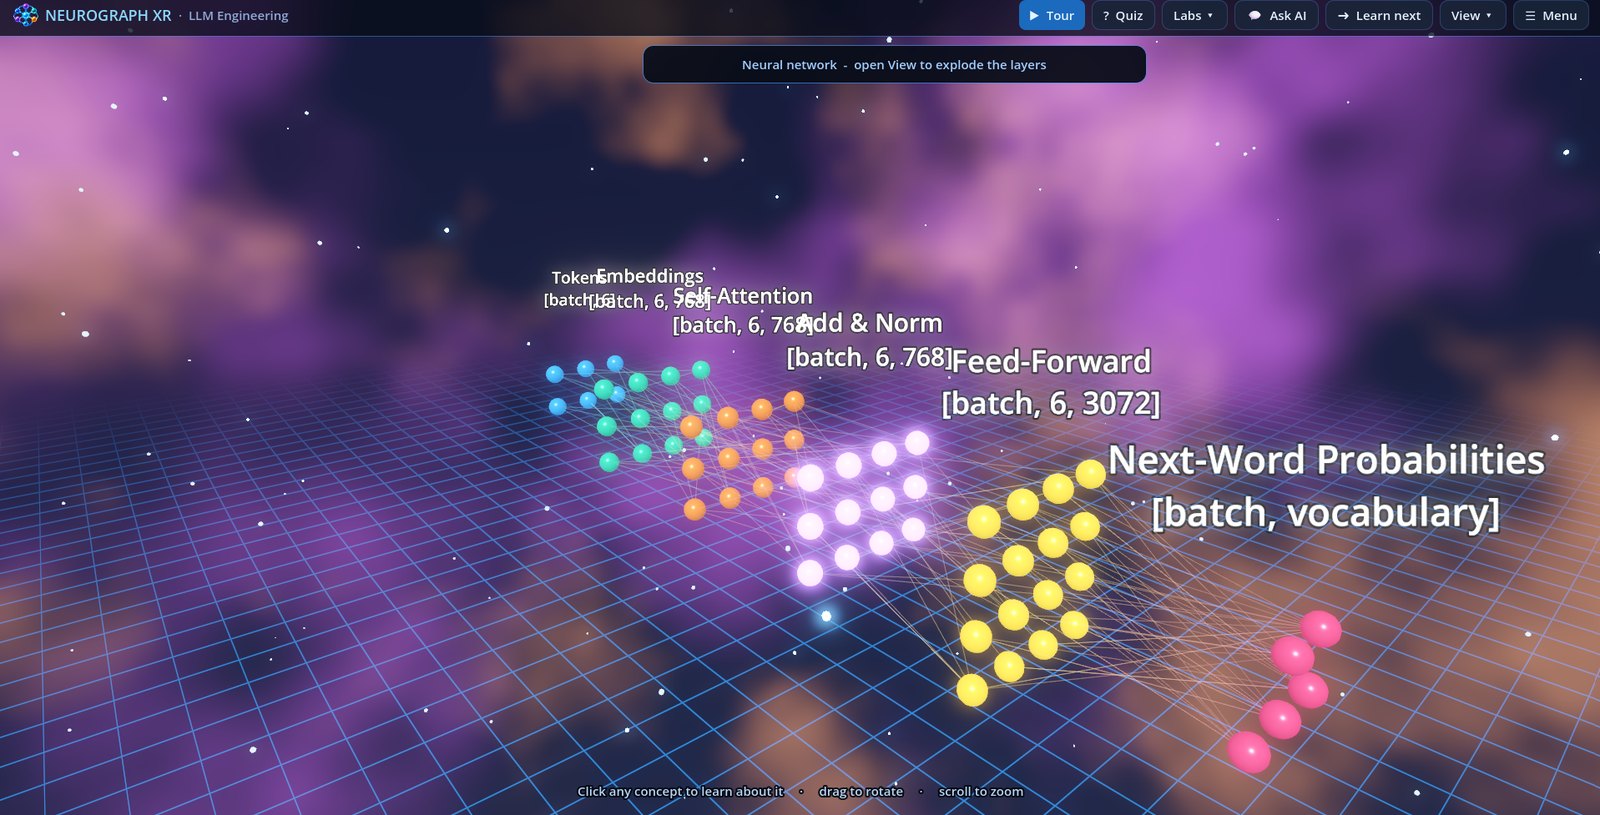 NEUROGRAPH XR · LLM Engineering
▶ Tour
? Quiz
Labs ▾
Ask AI
→ Learn next
View ▾
☰ Menu
Neural network - open View to explode the layers
Tokens
[batch, 6]
Embeddings
[batch, 6, 768]
Self-Attention
[batch, 6, 768]
Add & Norm
[batch, 6, 768]
Feed-Forward
[batch, 6, 3072]
Next-Word Probabilities
[batch, vocabulary]
Click any concept to learn about it · drag to rotate · scroll to zoom